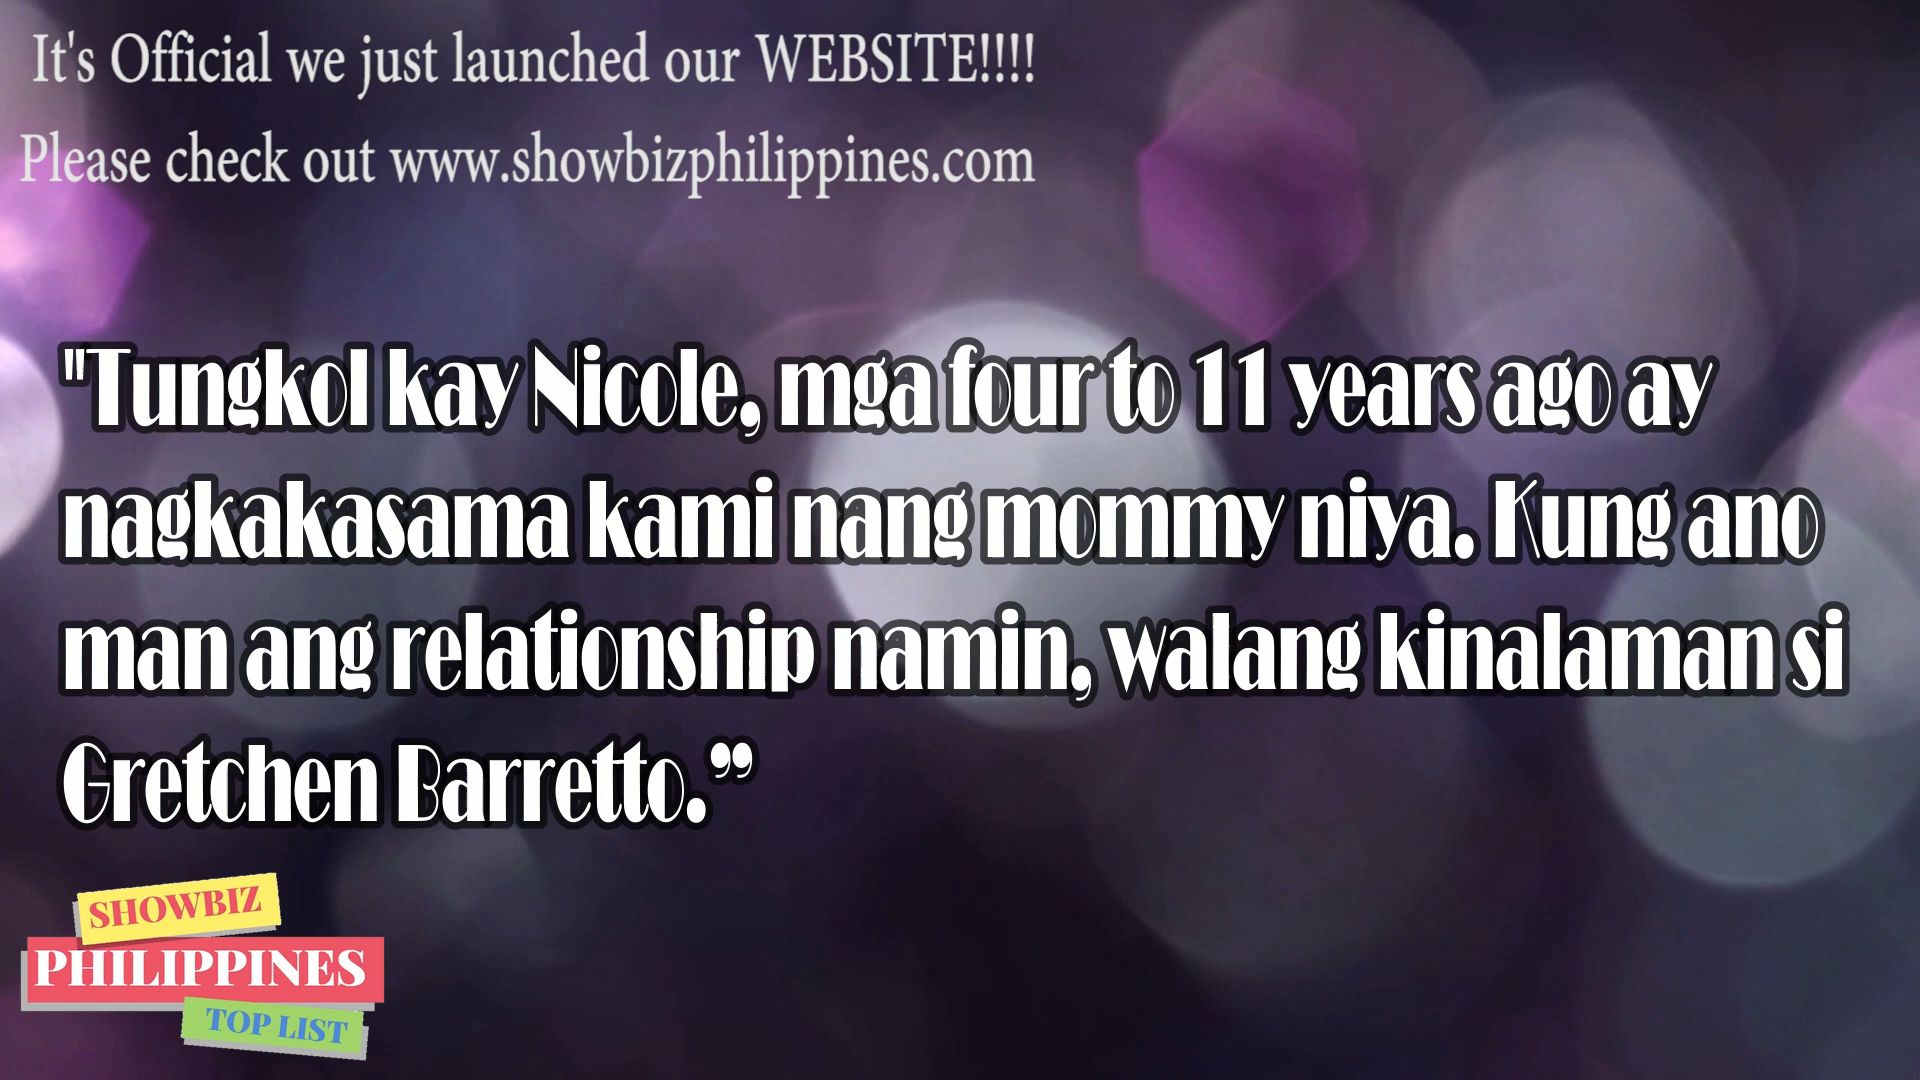 It's Official we just launched our WEBSITE!!!!
Please check out www.showbizphilippines.com
"Tungkol kay Nicole, mga four to 11 years ago ay
nagkakasama kami nang mommy niya. Kung ano
man ang relationship namin, walang kinalaman si
Gretchen Barretto.”
SHOWBIZ
PHILIPPINES
TOP LIST